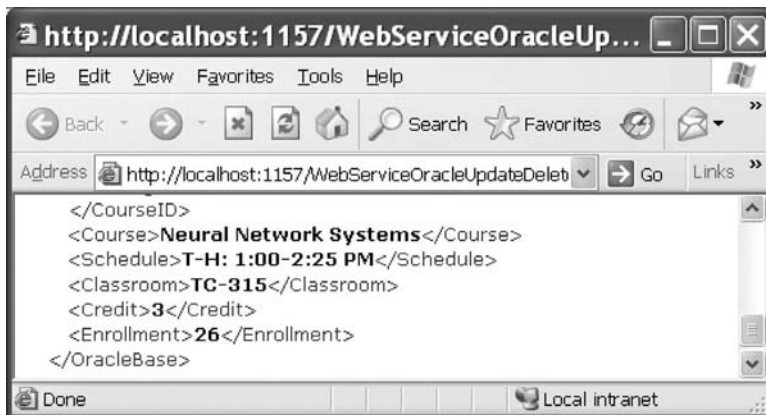 http://localhost:1157/WebServiceOracleUp...
File Edit View Favorites Tools Help
Back Search Favorites »
Address http://localhost:1157/WebServiceOracleUpdateDelet Go Links »
</CourseID>
<Course>Neural Network Systems</Course>
<Schedule>T-H: 1:00-2:25 PM</Schedule>
<Classroom>TC-315</Classroom>
<Credit>3</Credit>
<Enrollment>26</Enrollment>
</OracleBase>
Done Local intranet